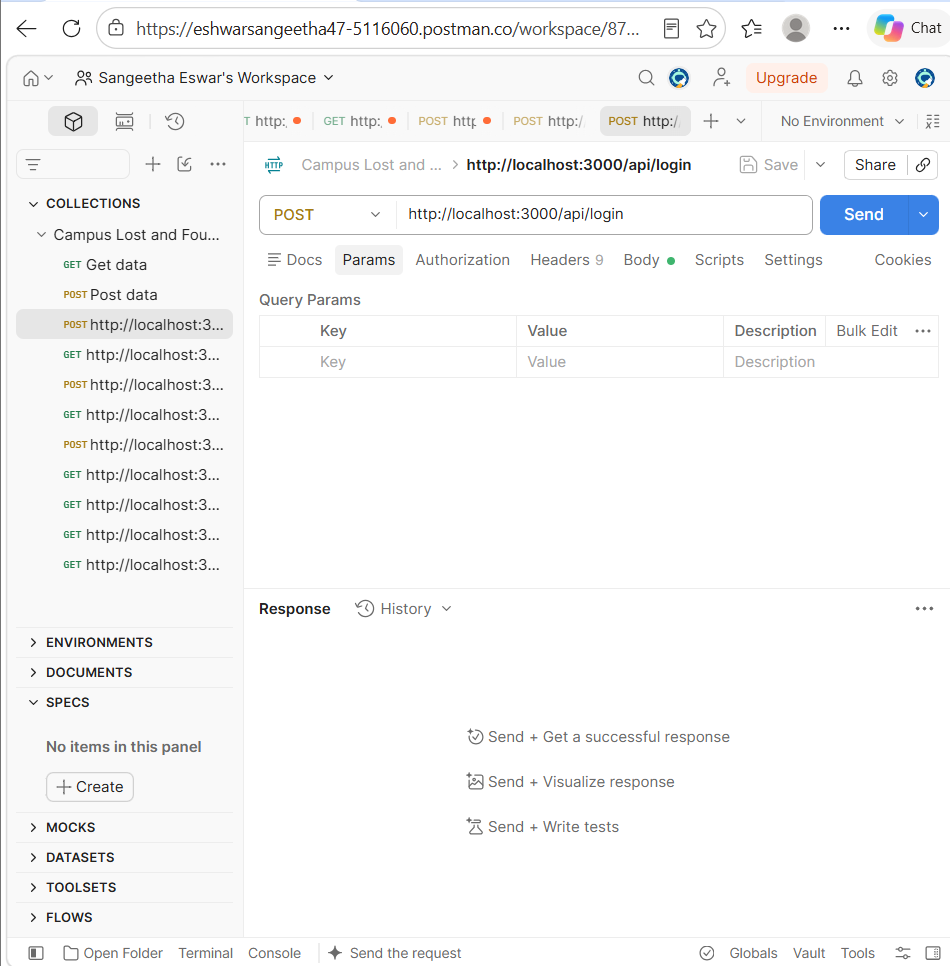 https://eshwarsangeetha47-5116060.postman.co/workspace/87...
Chat
Sangeetha Eswar's Workspace
Upgrade
T http:
GET http:
POST http
POST http:/
POST http:/
No Environment
HTTP
Campus Lost and ... > http://localhost:3000/api/login
Save
Share
COLLECTIONS
Campus Lost and Fou...
GET Get data
POST Post data
POST http://localhost:3...
GET http://localhost:3...
POST http://localhost:3...
GET http://localhost:3...
POST http://localhost:3...
GET http://localhost:3...
GET http://localhost:3...
GET http://localhost:3...
GET http://localhost:3...
ENVIRONMENTS
DOCUMENTS
SPECS
No items in this panel
+ Create
MOCKS
DATASETS
TOOLSETS
FLOWS
POST http://localhost:3000/api/login
Send
Docs Params Authorization Headers 9 Body Scripts Settings Cookies
Query Params
Key Value Description Bulk Edit
Key Value Description
Response History
Send + Get a successful response
Send + Visualize response
Send + Write tests
Open Folder Terminal Console Send the request Globals Vault Tools